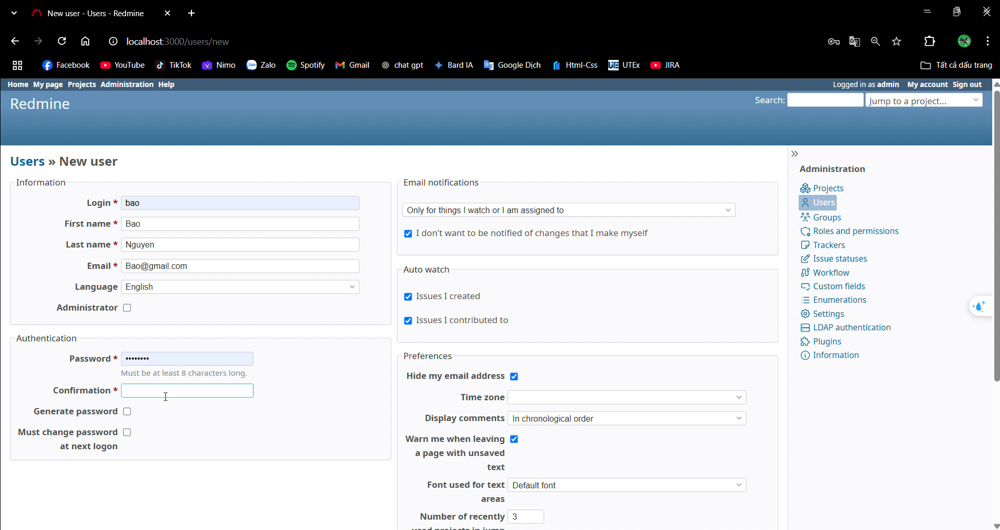 New user - Users - Redmine
localhost:3000/users/new
Facebook YouTube TikTok Nimo Zalo Spotify Gmail chat gpt Bard IA Google Dịch Html-Css UTEx JIRA Tất cả dấu trang
Home My page Projects Administration Help Logged in as admin My account Sign out
Redmine Search: Jump to a project...
Users » New user
Information
Login * bao
First name * Bao
Last name * Nguyen
Email * Bao@gmail.com
Language English
Administrator
Authentication
Password * ••••••••
Must be at least 8 characters long.
Confirmation *
Generate password
Must change password
at next logon
Email notifications
Only for things I watch or I am assigned to
I don't want to be notified of changes that I make myself
Auto watch
Issues I created
Issues I contributed to
Preferences
Hide my email address
Time zone
Display comments In chronological order
Warn me when leaving
a page with unsaved
text
Font used for text Default font
areas
Number of recently 3
used projects in jump
»
Administration
Projects
Users
Groups
Roles and permissions
Trackers
Issue statuses
Workflow
Custom fields
Enumerations
Settings
LDAP authentication
Plugins
Information